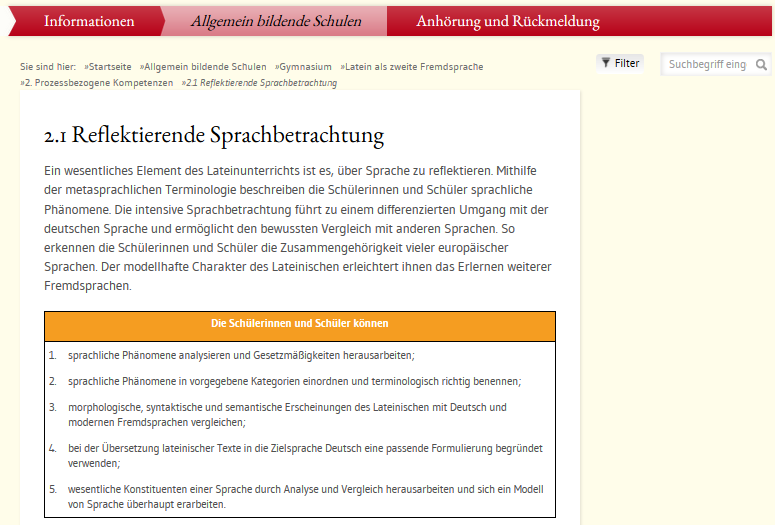 Informationen
Allgemein bildende Schulen
Anhörung und Rückmeldung
Sie sind hier: »Startseite »Allgemein bildende Schulen »Gymnasium »Latein als zweite Fremdsprache
»2. Prozessbezogene Kompetenzen »2.1 Reflektierende Sprachbetrachtung
Filter
Suchbegriff eing
2.1 Reflektierende Sprachbetrachtung
Ein wesentliches Element des Lateinunterrichts ist es, über Sprache zu reflektieren. Mithilfe
der metasprachlichen Terminologie beschreiben die Schülerinnen und Schüler sprachliche
Phänomene. Die intensive Sprachbetrachtung führt zu einem differenzierten Umgang mit der
deutschen Sprache und ermöglicht den bewussten Vergleich mit anderen Sprachen. So
erkennen die Schülerinnen und Schüler die Zusammengehörigkeit vieler europäischer
Sprachen. Der modellhafte Charakter des Lateinischen erleichtert ihnen das Erlernen weiterer
Fremdsprachen.
Die Schülerinnen und Schüler können
1. sprachliche Phänomene analysieren und Gesetzmäßigkeiten herausarbeiten;
2. sprachliche Phänomene in vorgegebene Kategorien einordnen und terminologisch richtig benennen;
3. morphologische, syntaktische und semantische Erscheinungen des Lateinischen mit Deutsch und
modernen Fremdsprachen vergleichen;
4. bei der Übersetzung lateinischer Texte in die Zielsprache Deutsch eine passende Formulierung begründet
verwenden;
5. wesentliche Konstituenten einer Sprache durch Analyse und Vergleich herausarbeiten und sich ein Modell
von Sprache überhaupt erarbeiten.